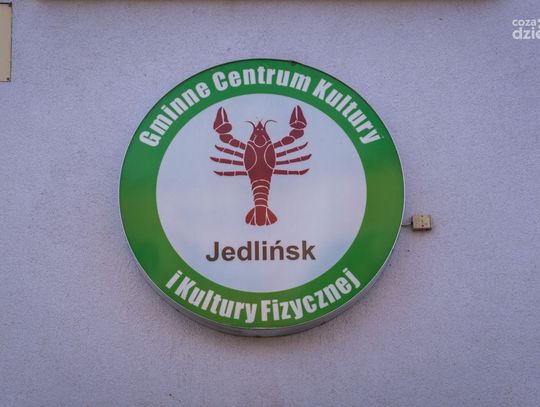 Gminne Centrum Kultury
Jedlińsk
i Kultury Fizycznej